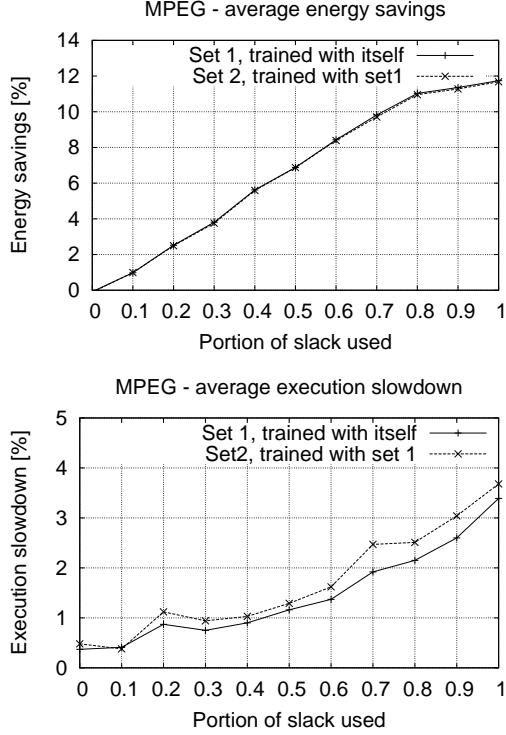 MPEG - average energy savings
14
12
10
8
6
4
2
0
Energy savings [%]
Set 1, trained with itself
Set 2, trained with set1
0 0.1 0.2 0.3 0.4 0.5 0.6 0.7 0.8 0.9 1
Portion of slack used
MPEG - average execution slowdown
5
4
3
2
1
0
Execution slowdown [%]
Set 1, trained with itself
Set2, trained with set 1
0 0.1 0.2 0.3 0.4 0.5 0.6 0.7 0.8 0.9 1
Portion of slack used